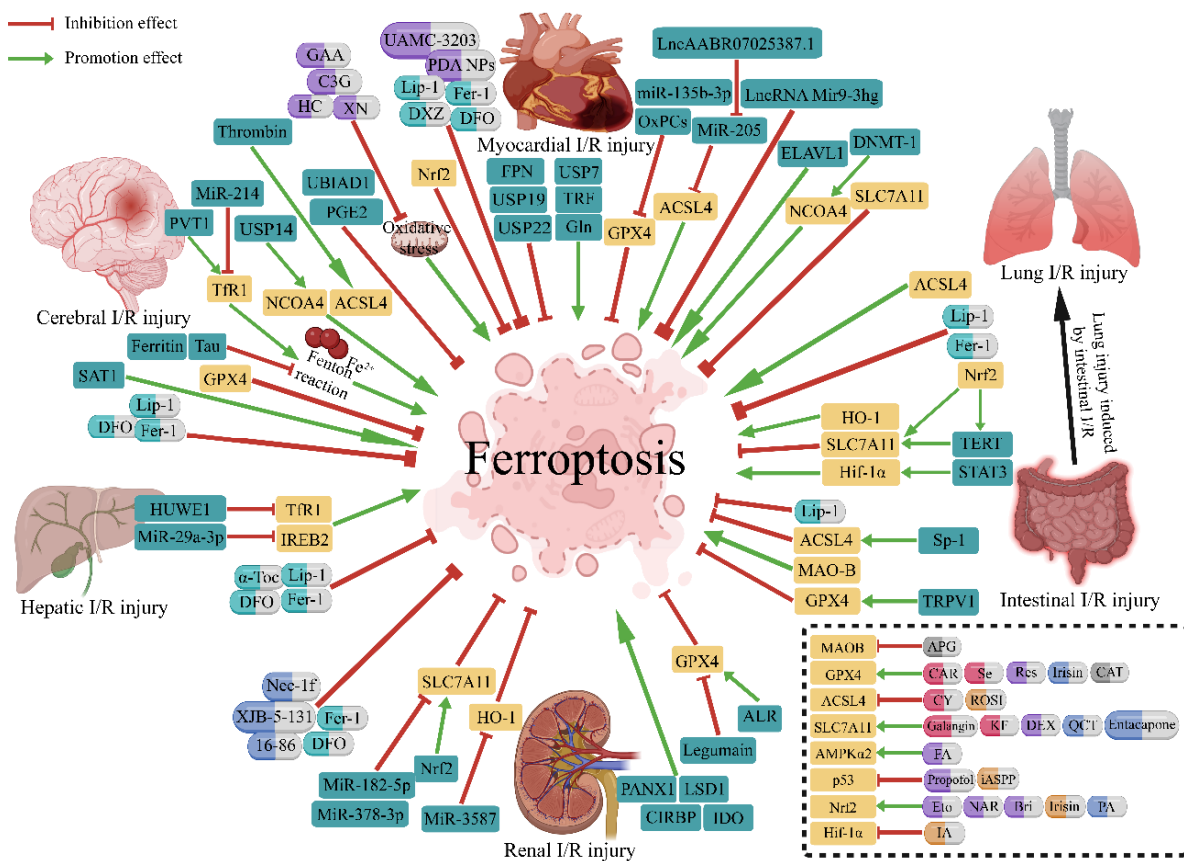 Inhibition effect
Promotion effect
GAA
C3G
HC
XN
UAMC-3203
PDA NPs
Lip-1
Fer-1
DXZ
DFO
Myocardial I/R injury
LncAABR07025387.1
miR-135b-3p
LncRNA Mir9-3hg
OxPCs
MiR-205
ELAVL1
DNMT-1
Thrombin
MiR-214
PVT1
USP14
UBIAD1
PGE2
Nrf2
Oxidative
stress
FPN
USP7
USP19
TRF
USP22
Gln
GPX4
ACSL4
NCOA4
SLC7A11
TfR1
NCOA4
ACSL4
Cerebral I/R injury
Ferritin
Tau
Fe²⁺
Fenton
reaction
GPX4
SAT1
Lip-1
DFO
Fer-1
Lung I/R injury
Lung injury induced
by intestinal I/R
ACSL4
Lip-1
Fer-1
Nrf2
HO-1
SLC7A11
TERT
Hif-1α
STAT3
Ferroptosis
HUWE1
TfR1
MiR-29a-3p
IREB2
α-Toc
Lip-1
DFO
Fer-1
Hepatic I/R injury
Lip-1
ACSL4
Sp-1
MAO-B
GPX4
TRPV1
Intestinal I/R injury
Nec-1f
XJB-5-131
Fer-1
16-86
DFO
SLC7A11
HO-1
Nrf2
MiR-182-5p
MiR-378-3p
MiR-3587
GPX4
ALR
Legumain
PANX1
LSD1
CIRBP
IDO
Renal I/R injury
MAOB
APG
GPX4
CAR
Se
Res
Irisin
CAT
ACSL4
CY
ROSI
SLC7A11
Galangin
KF
DEX
QCT
Entacapone
AMPKα2
p53
Propofol
iASPP
Nrf2
Eto
NAR
Bri
Irisin
PA
Hif-1α
IA